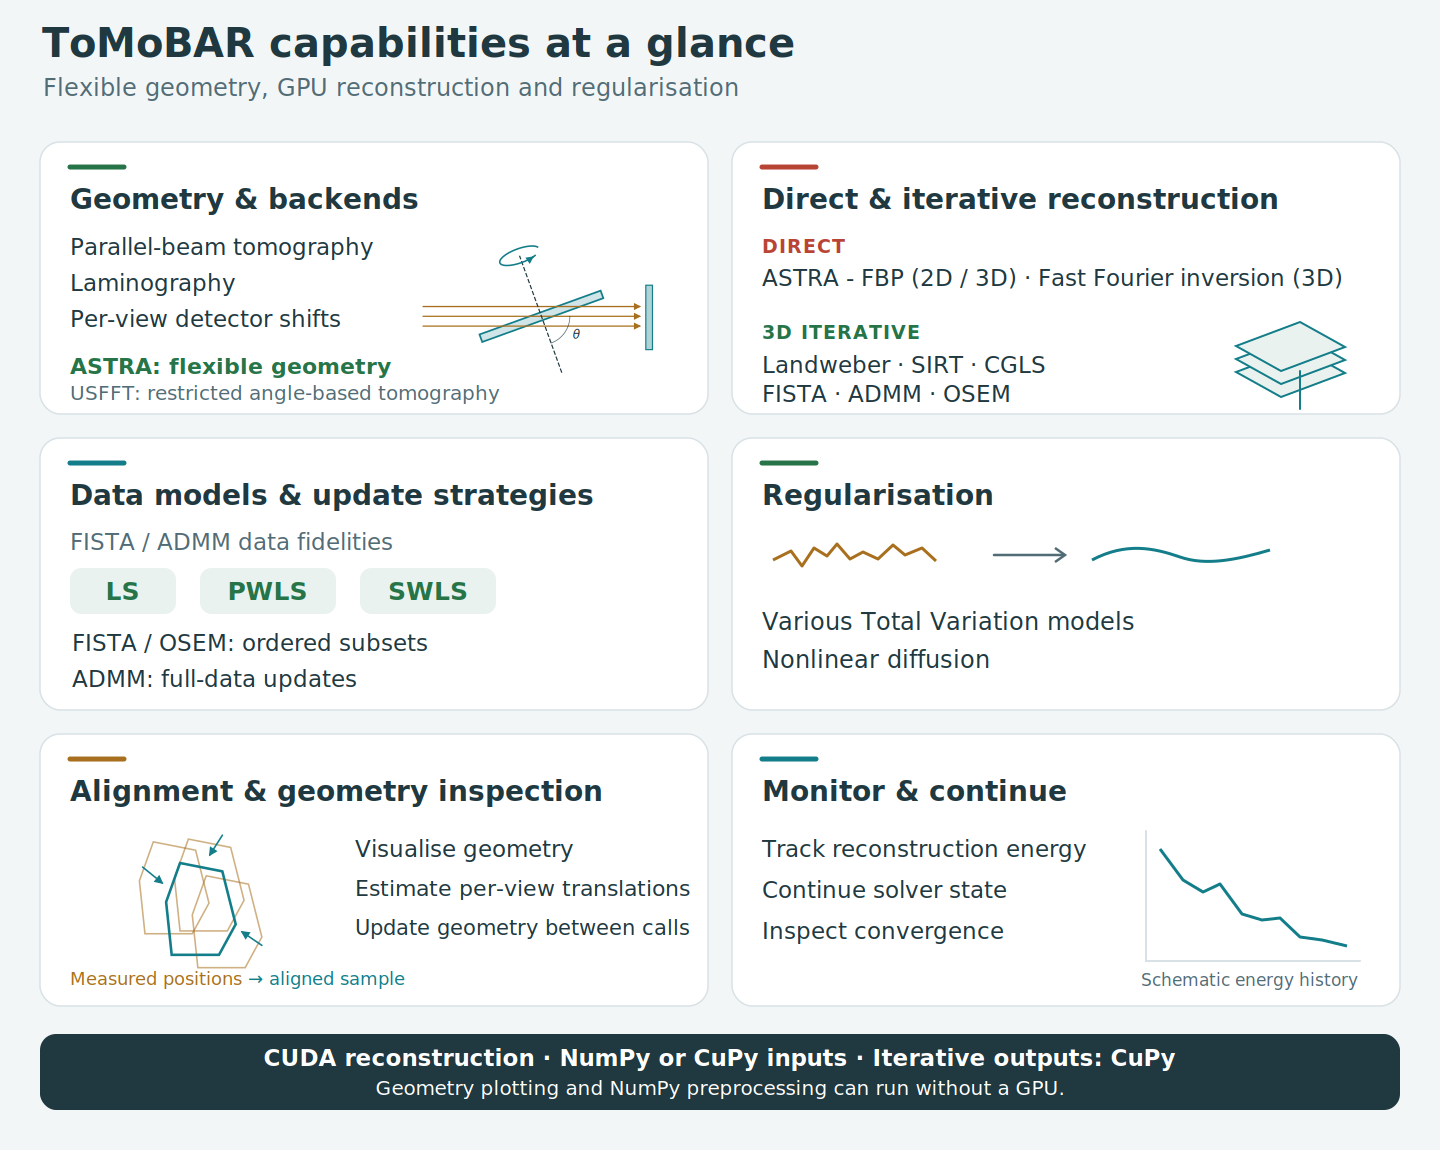 ToMoBAR capabilities at a glance
Flexible geometry, GPU reconstruction and regularisation
Geometry & backends
Parallel-beam tomography
Laminography
Per-view detector shifts
θ
ASTRA: flexible geometry
USFFT: restricted angle-based tomography
Direct & iterative reconstruction
DIRECT
ASTRA - FBP (2D / 3D) · Fast Fourier inversion (3D)
3D ITERATIVE
Landweber · SIRT · CGLS
FISTA · ADMM · OSEM
Data models & update strategies
FISTA / ADMM data fidelities
LS PWLS SWLS
FISTA / OSEM: ordered subsets
ADMM: full-data updates
Regularisation
Various Total Variation models
Nonlinear diffusion
Alignment & geometry inspection
Visualise geometry
Estimate per-view translations
Update geometry between calls
Measured positions → aligned sample
Monitor & continue
Track reconstruction energy
Continue solver state
Inspect convergence
Schematic energy history
CUDA reconstruction · NumPy or CuPy inputs · Iterative outputs: CuPy
Geometry plotting and NumPy preprocessing can run without a GPU.